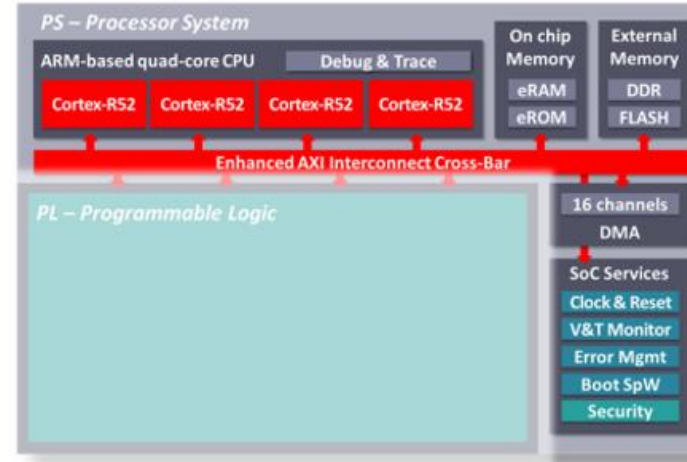 PS – Processor System
ARM-based quad-core CPU
Debug & Trace
Cortex-R52
Cortex-R52
Cortex-R52
Cortex-R52
On chip
Memory
eRAM
eROM
External
Memory
DDR
FLASH
Enhanced AXI Interconnect Cross-Bar
PL – Programmable Logic
16 channels
DMA
SoC Services
Clock & Reset
V&T Monitor
Error Mgmt
Boot SpW
Security